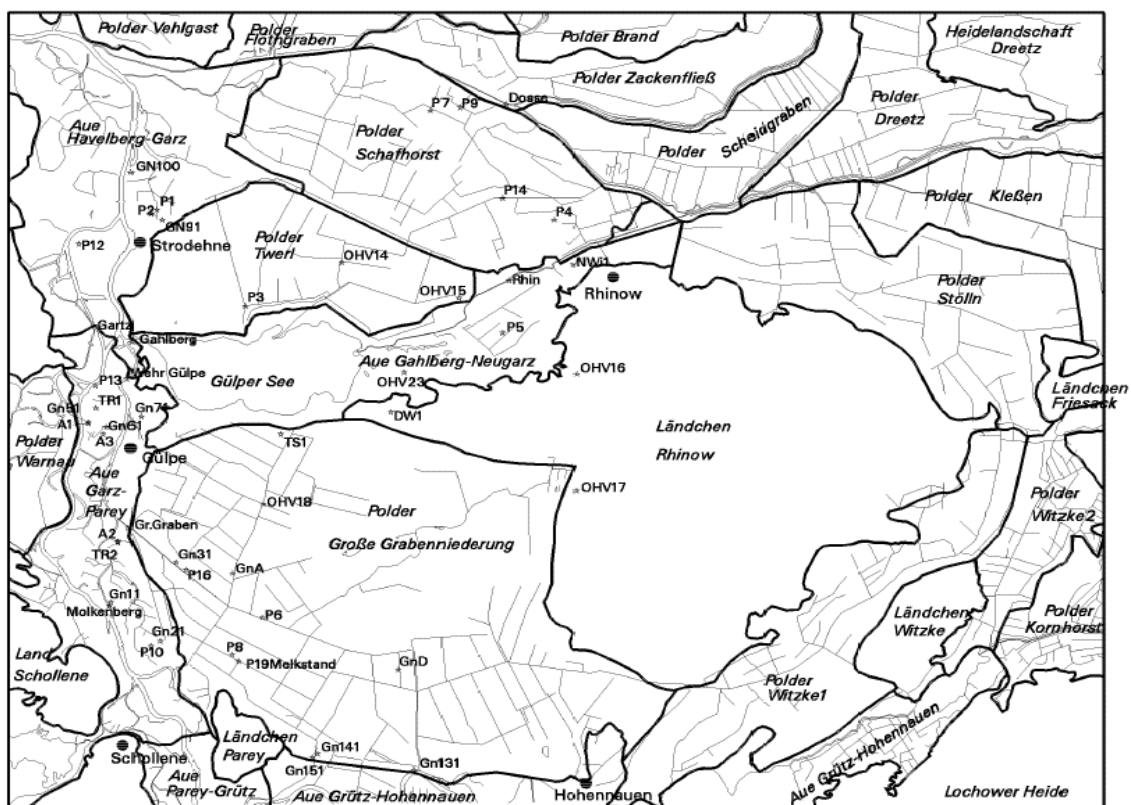 Polder Vehlgast
Polder
Flothgraben
Polder Brand
Heidelandschaft
Dreetz
Polder Zackenfließ
P7
P9
Dosse
Aue
Havelberg-Garz
Polder
Schafhorst
Polder
Scheidgraben
Polder
Dreetz
GN100
P14
Polder Kleßen
P2
P1
P4
GN91
P12
Strodehne
Polder
Twerl
OHV14
Rhin
NWi1
Rhinow
Polder
Stölln
OHV15
P3
Gartz
Gahlberg
P5
Aue Gahlberg-Neugarz
Wehr Gülpe
P13
Gülper See
OHV23
OHV16
Ländchen
Friesack
TR1
Gn51
Gn71
A1
Gn61
A3
DW1
Ländchen
Rhinow
TS1
Polder
Warnau
Gülpe
Aue
Garz-
Parey
OHV17
OHV18
Polder
Große Grabenniederung
Polder
Witzke2
Gr.Graben
A2
TR2
Gn31
P16
GnA
Gn11
Molkenberg
P6
Ländchen
Witzke
Polder
Kornhorst
Gn21
P10
P8
P19Melkstand
GnD
Land
Schollene
Polder
Witzke1
Ländchen
Parey
Schollene
Gn141
Gn151
Gn131
Aue
Parey-Grütz
Aue Grütz-Hohennauen
Hohennauen
Aue Grütz-Hohennauen
Lochower Heide